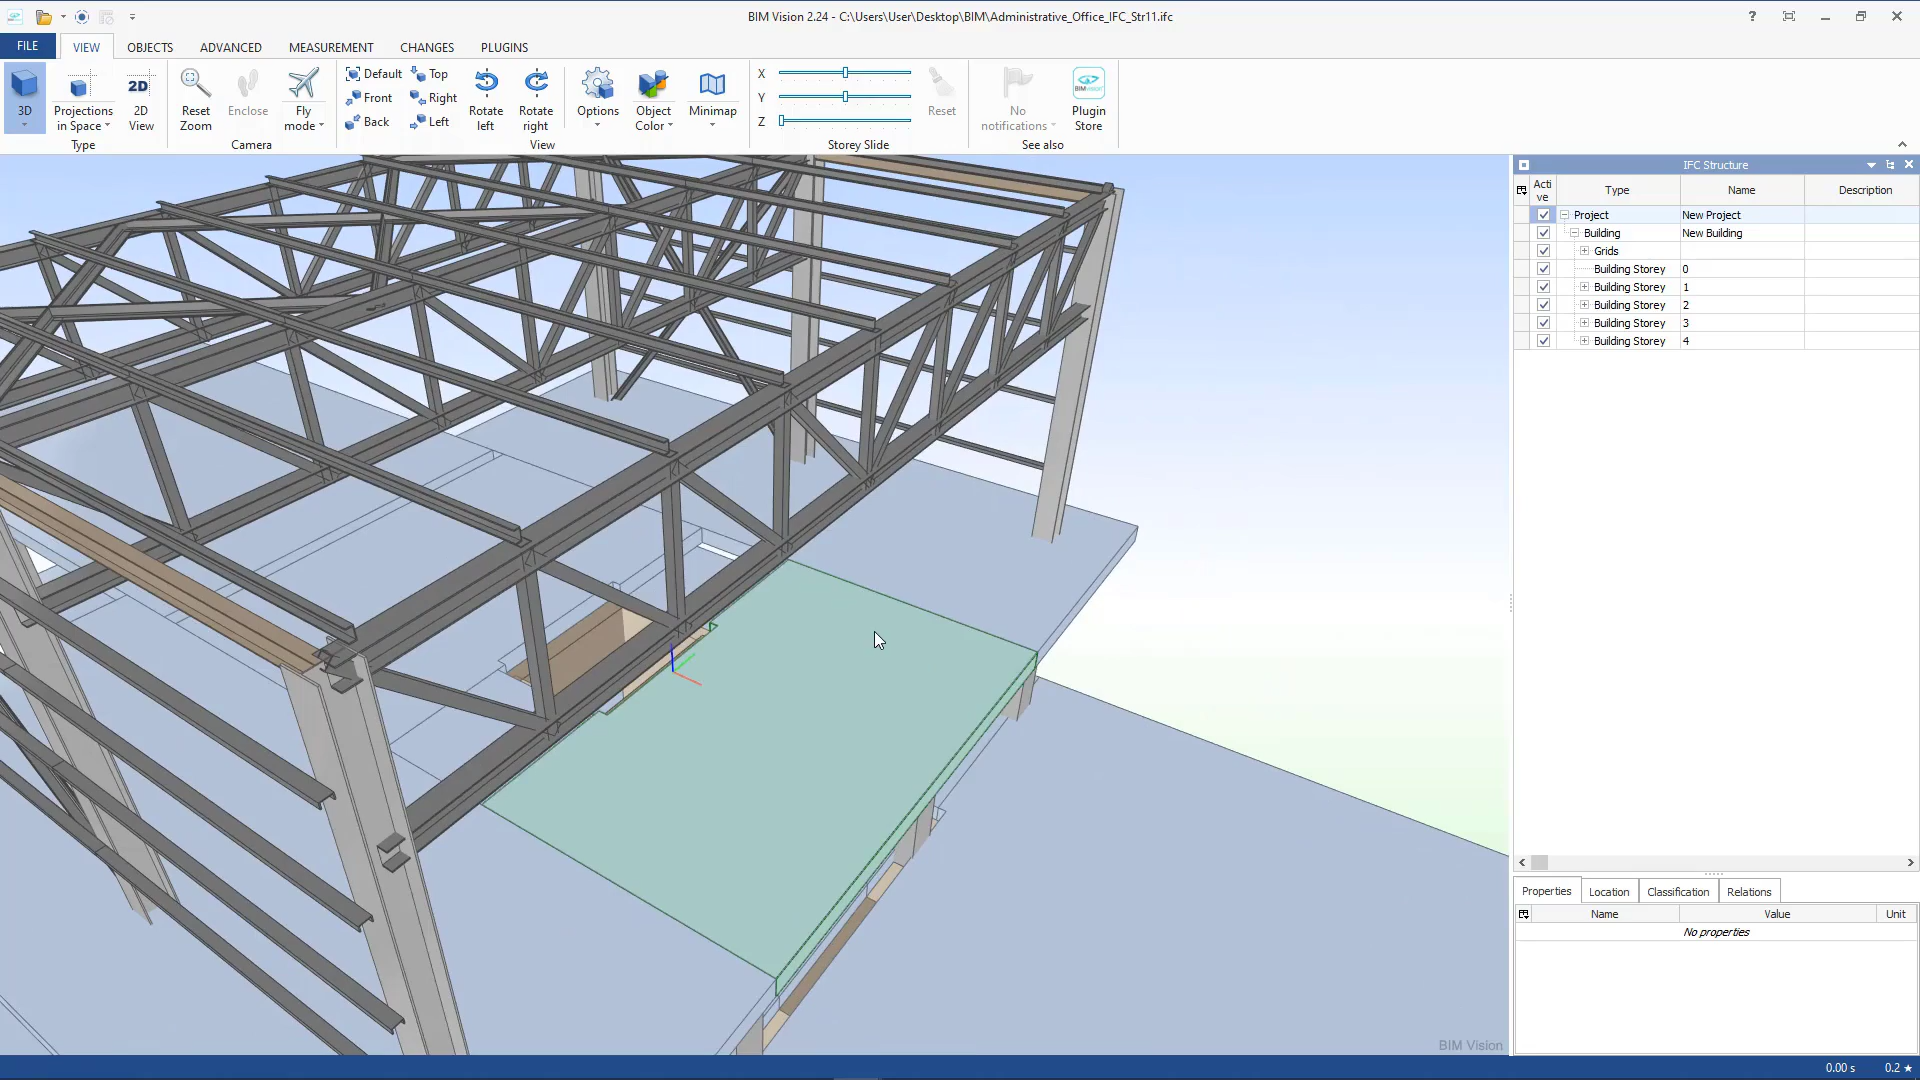 BIM Vision 2.24 - C:\Users\User\Desktop\BIM\Administrative_Office_IFC_Str11.ifc
FILE VIEW OBJECTS ADVANCED MEASUREMENT CHANGES PLUGINS
3D
Projections in Space
2D
2D View
Type
Reset Zoom
Enclose
Fly mode
Camera
Default Top
Front Right
Back Left
Rotate left
Rotate right
View
Options
Object Color
Minimap
X
Y
Z
Reset
Storey Slide
No notifications
BIMvision
Plugin Store
See also
IFC Structure
Active Type Name Description
Project New Project
Building New Building
Grids
Building Storey 0
Building Storey 1
Building Storey 2
Building Storey 3
Building Storey 4
Properties Location Classification Relations
Name Value Unit
No properties
BIM Vision
0.00 s 0.2